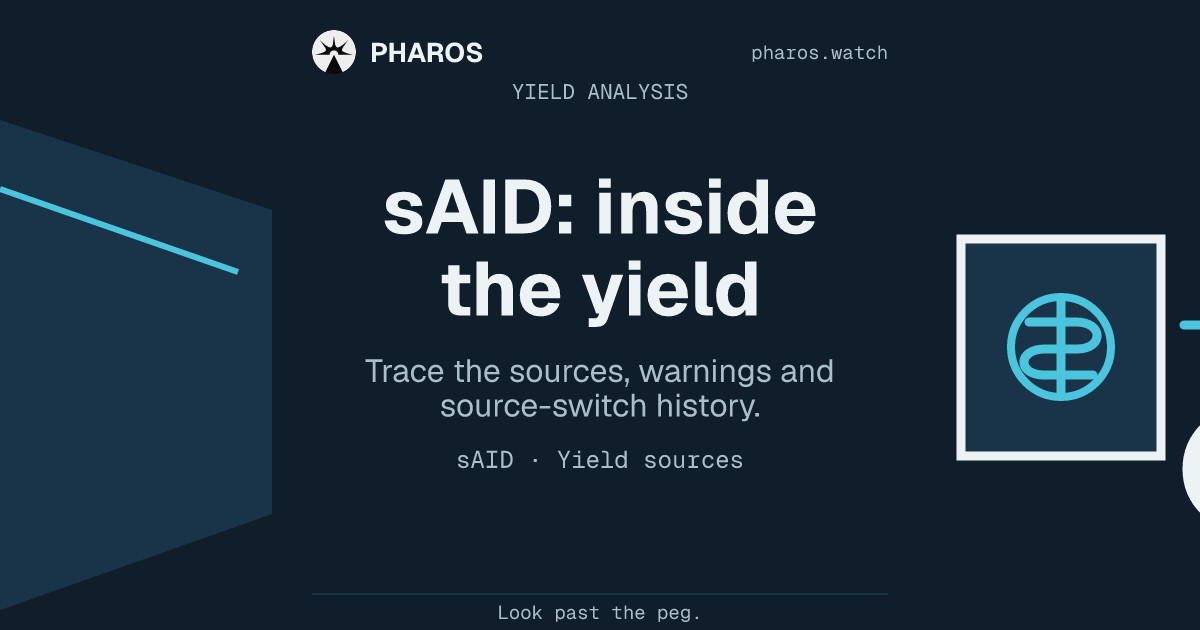 PHAROS
pharos.watch
YIELD ANALYSIS
sAID: inside
the yield
Trace the sources, warnings and
source-switch history.
sAID · Yield sources
Look past the peg.